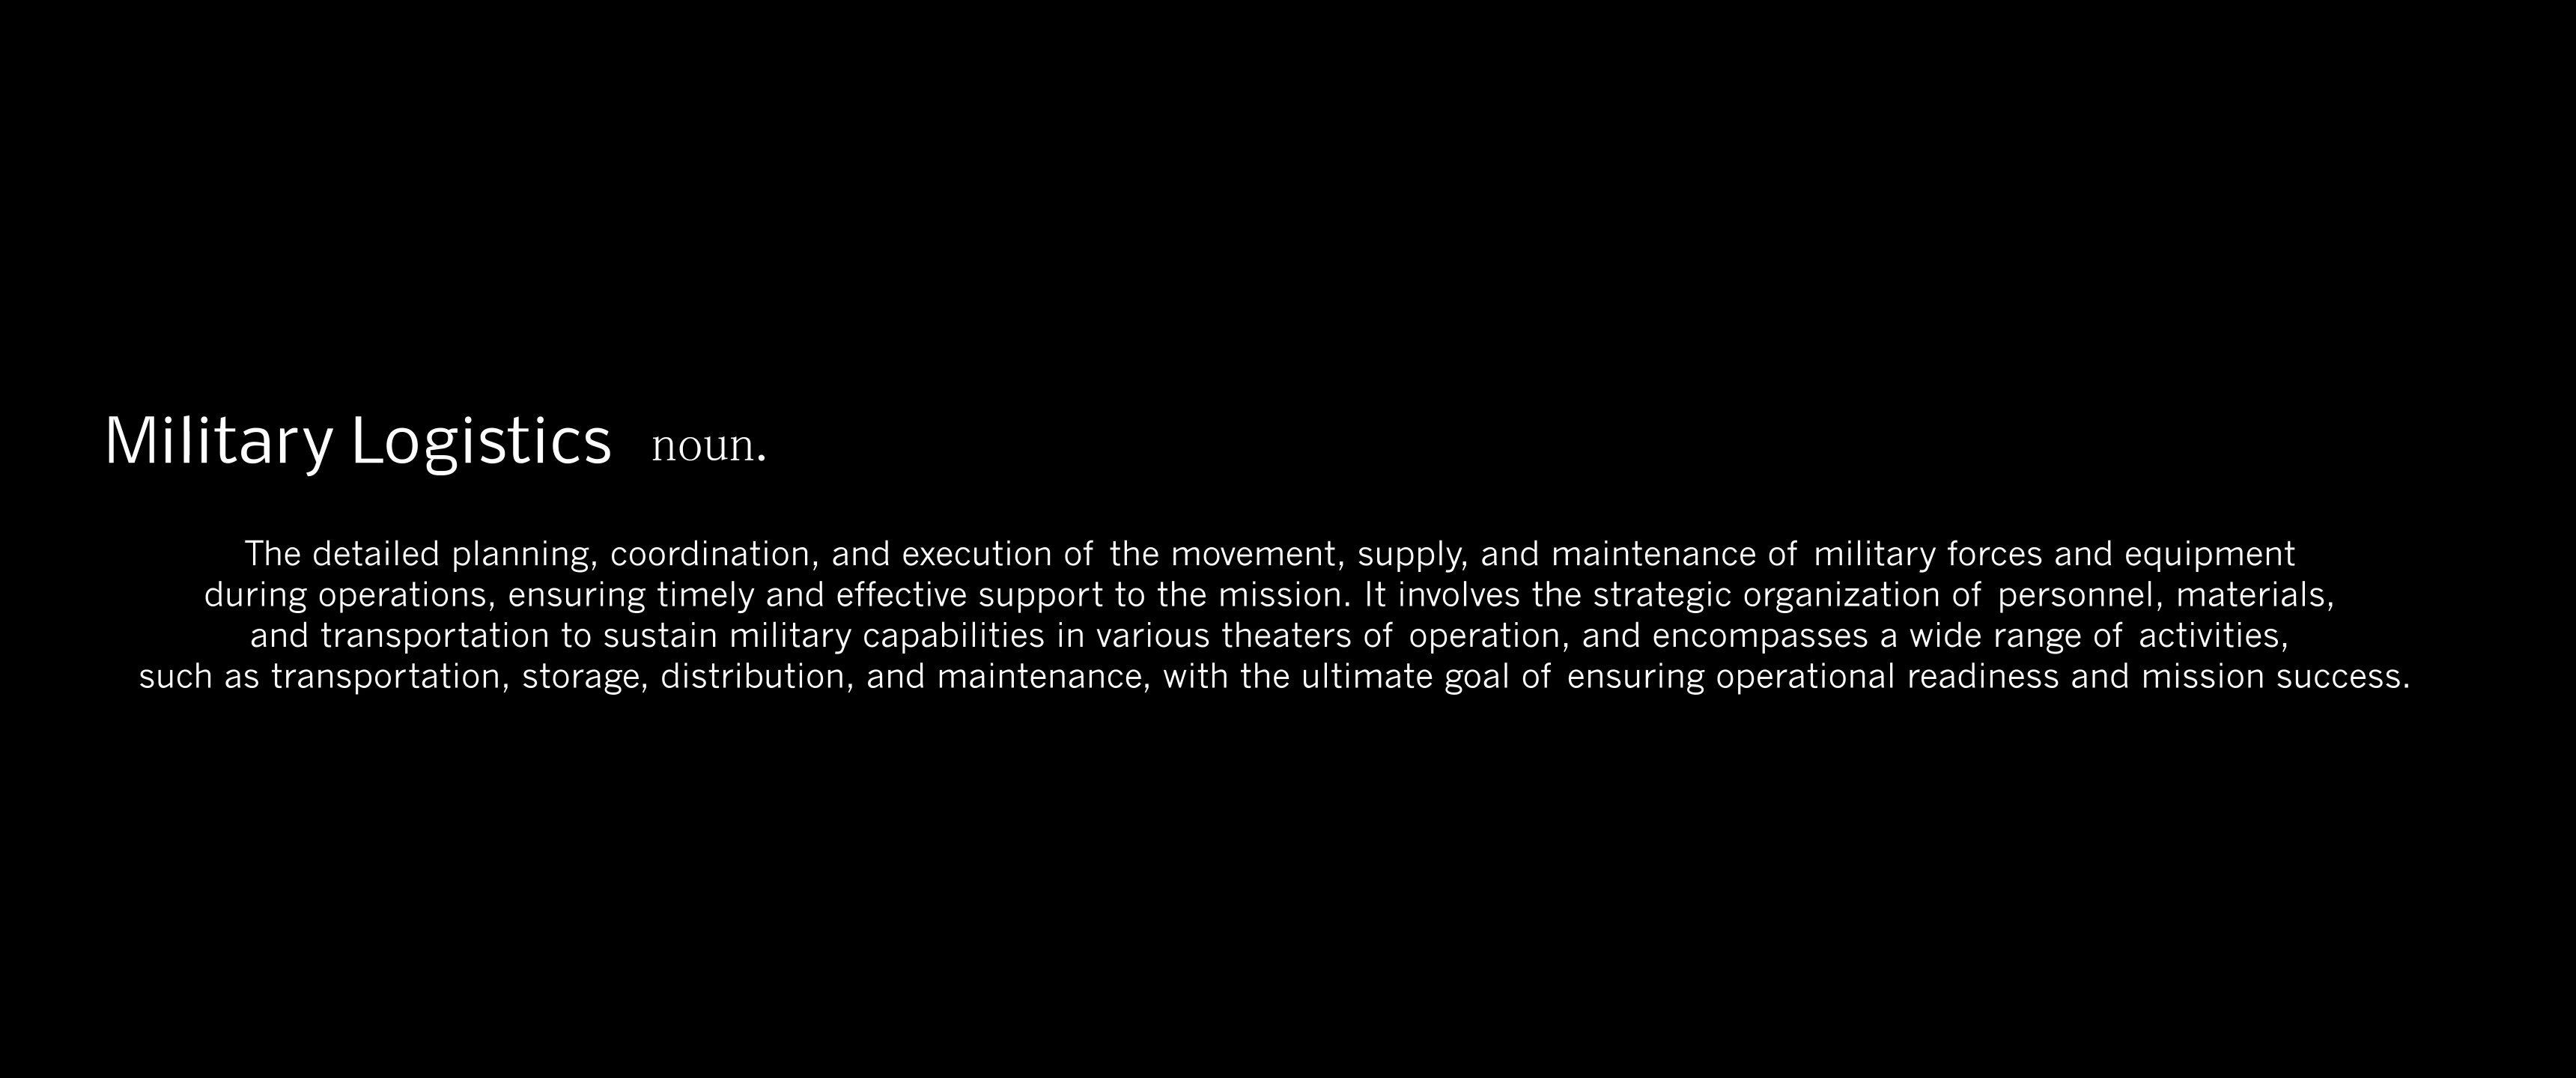 Military Logistics noun.
The detailed planning, coordination, and execution of the movement, supply, and maintenance of military forces and equipment
during operations, ensuring timely and effective support to the mission. It involves the strategic organization of personnel, materials,
and transportation to sustain military capabilities in various theaters of operation, and encompasses a wide range of activities,
such as transportation, storage, distribution, and maintenance, with the ultimate goal of ensuring operational readiness and mission success.